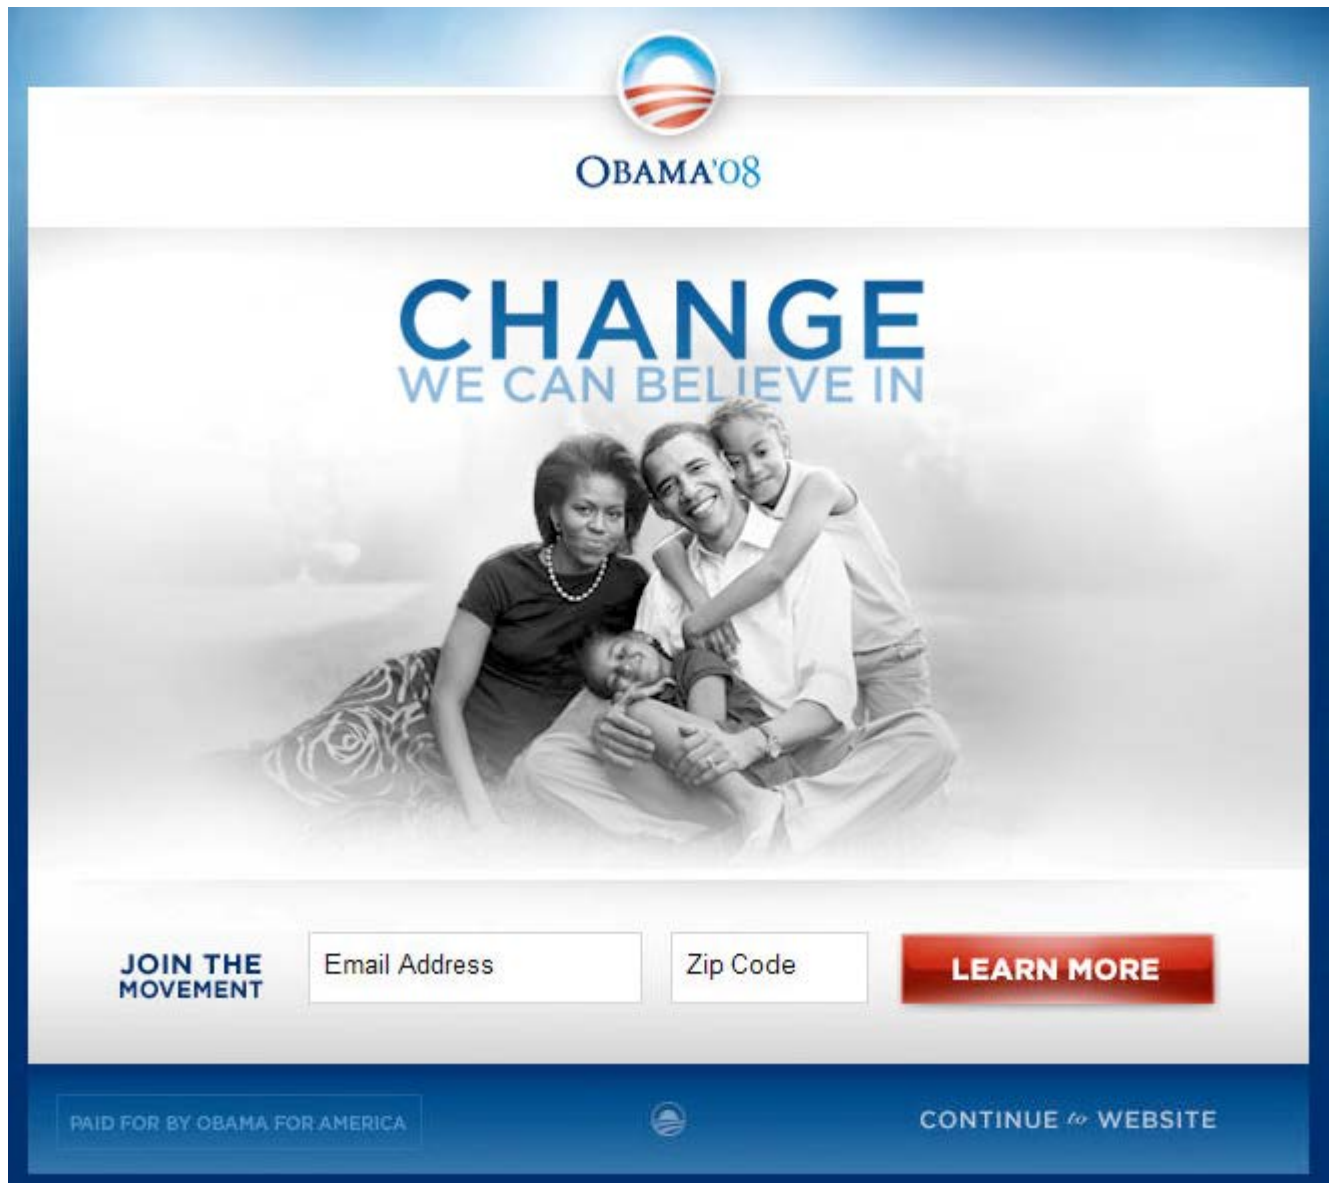 OBAMA'08
CHANGE
WE CAN BELIEVE IN
JOIN THE
MOVEMENT
Email Address
Zip Code
LEARN MORE
PAID FOR BY OBAMA FOR AMERICA
CONTINUE to WEBSITE